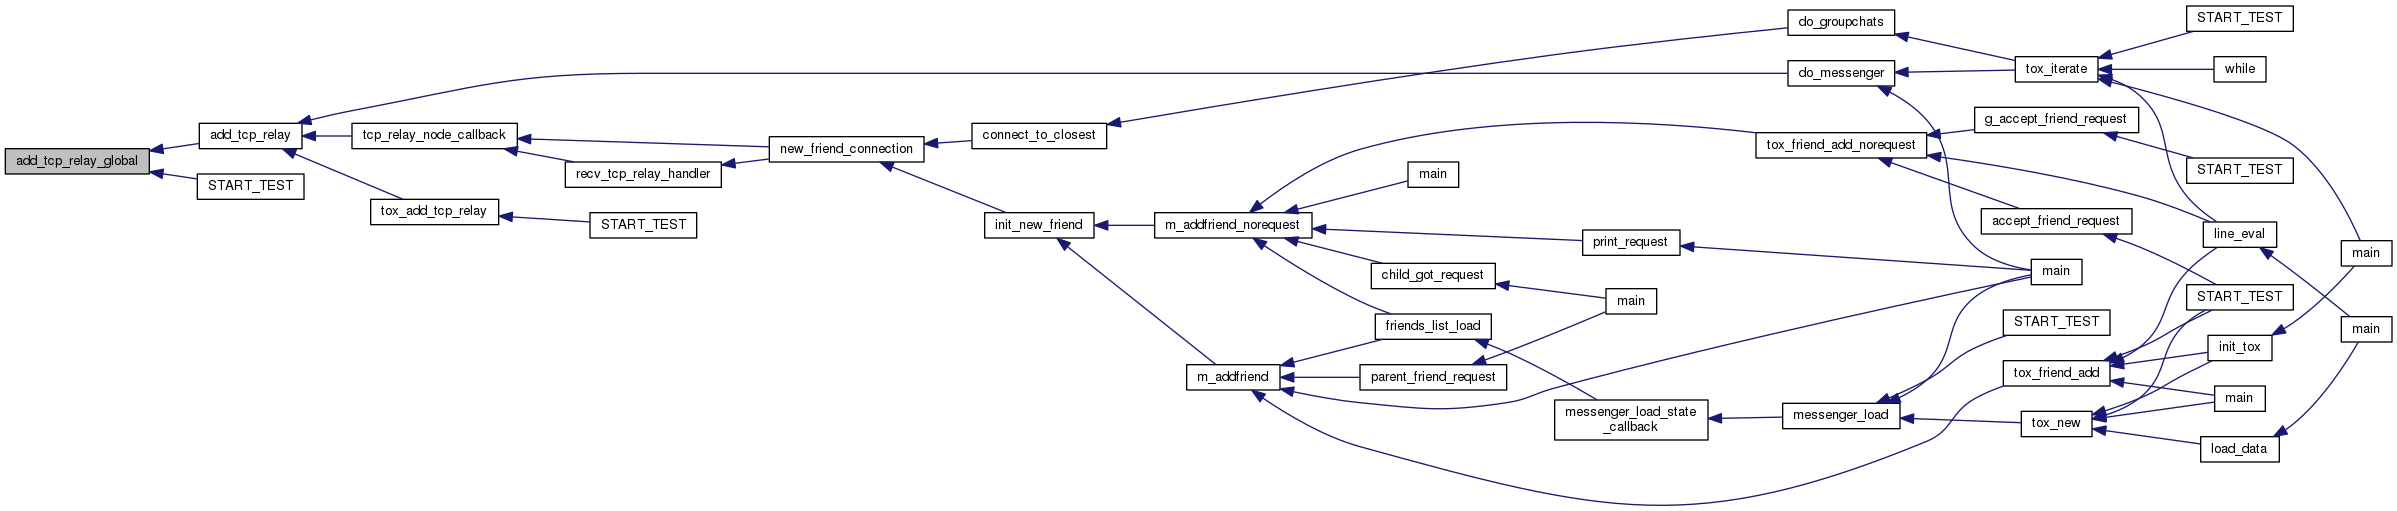 add_tcp_relay_global
add_tcp_relay
START_TEST
tcp_relay_node_callback
tox_add_tcp_relay
recv_tcp_relay_handler
START_TEST
new_friend_connection
connect_to_closest
init_new_friend
m_addfriend_norequest
m_addfriend
main
child_got_request
friends_list_load
parent_friend_request
print_request
main
messenger_load_state
_callback
do_groupchats
do_messenger
tox_friend_add_norequest
messenger_load
tox_iterate
g_accept_friend_request
accept_friend_request
main
START_TEST
tox_friend_add
tox_new
START_TEST
while
START_TEST
line_eval
START_TEST
init_tox
main
load_data
main
main